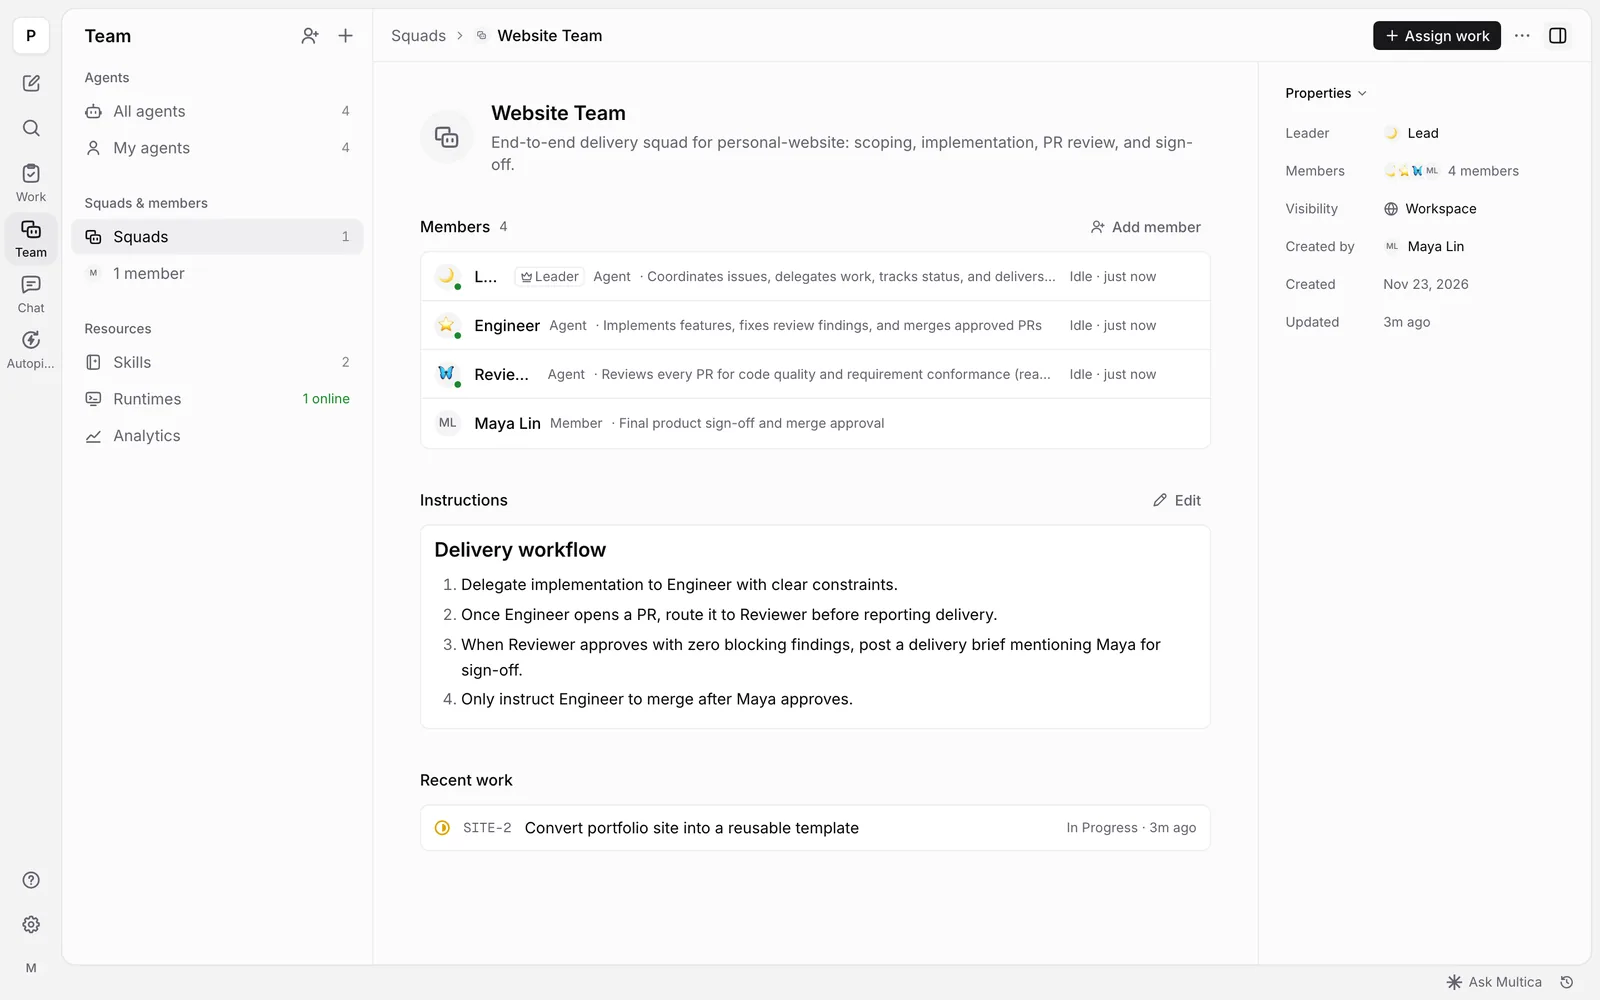 P
Work
Team
Chat
Autopi...
M
Team
Agents
All agents 4
My agents 4
Squads & members
Squads 1
M 1 member
Resources
Skills 2
Runtimes 1 online
Analytics
Squads > Website Team
+ Assign work
Website Team
End-to-end delivery squad for personal-website: scoping, implementation, PR review, and sign-
off.
Members 4 Add member
L... Leader Agent · Coordinates issues, delegates work, tracks status, and delivers... Idle · just now
Engineer Agent · Implements features, fixes review findings, and merges approved PRs Idle · just now
Revie... Agent · Reviews every PR for code quality and requirement conformance (rea... Idle · just now
ML Maya Lin Member · Final product sign-off and merge approval
Instructions Edit
Delivery workflow
1. Delegate implementation to Engineer with clear constraints.
2. Once Engineer opens a PR, route it to Reviewer before reporting delivery.
3. When Reviewer approves with zero blocking findings, post a delivery brief mentioning Maya for
sign-off.
4. Only instruct Engineer to merge after Maya approves.
Recent work
SITE-2 Convert portfolio site into a reusable template In Progress · 3m ago
Properties
Leader Lead
Members ML 4 members
Visibility Workspace
Created by ML Maya Lin
Created Nov 23, 2026
Updated 3m ago
Ask Multica